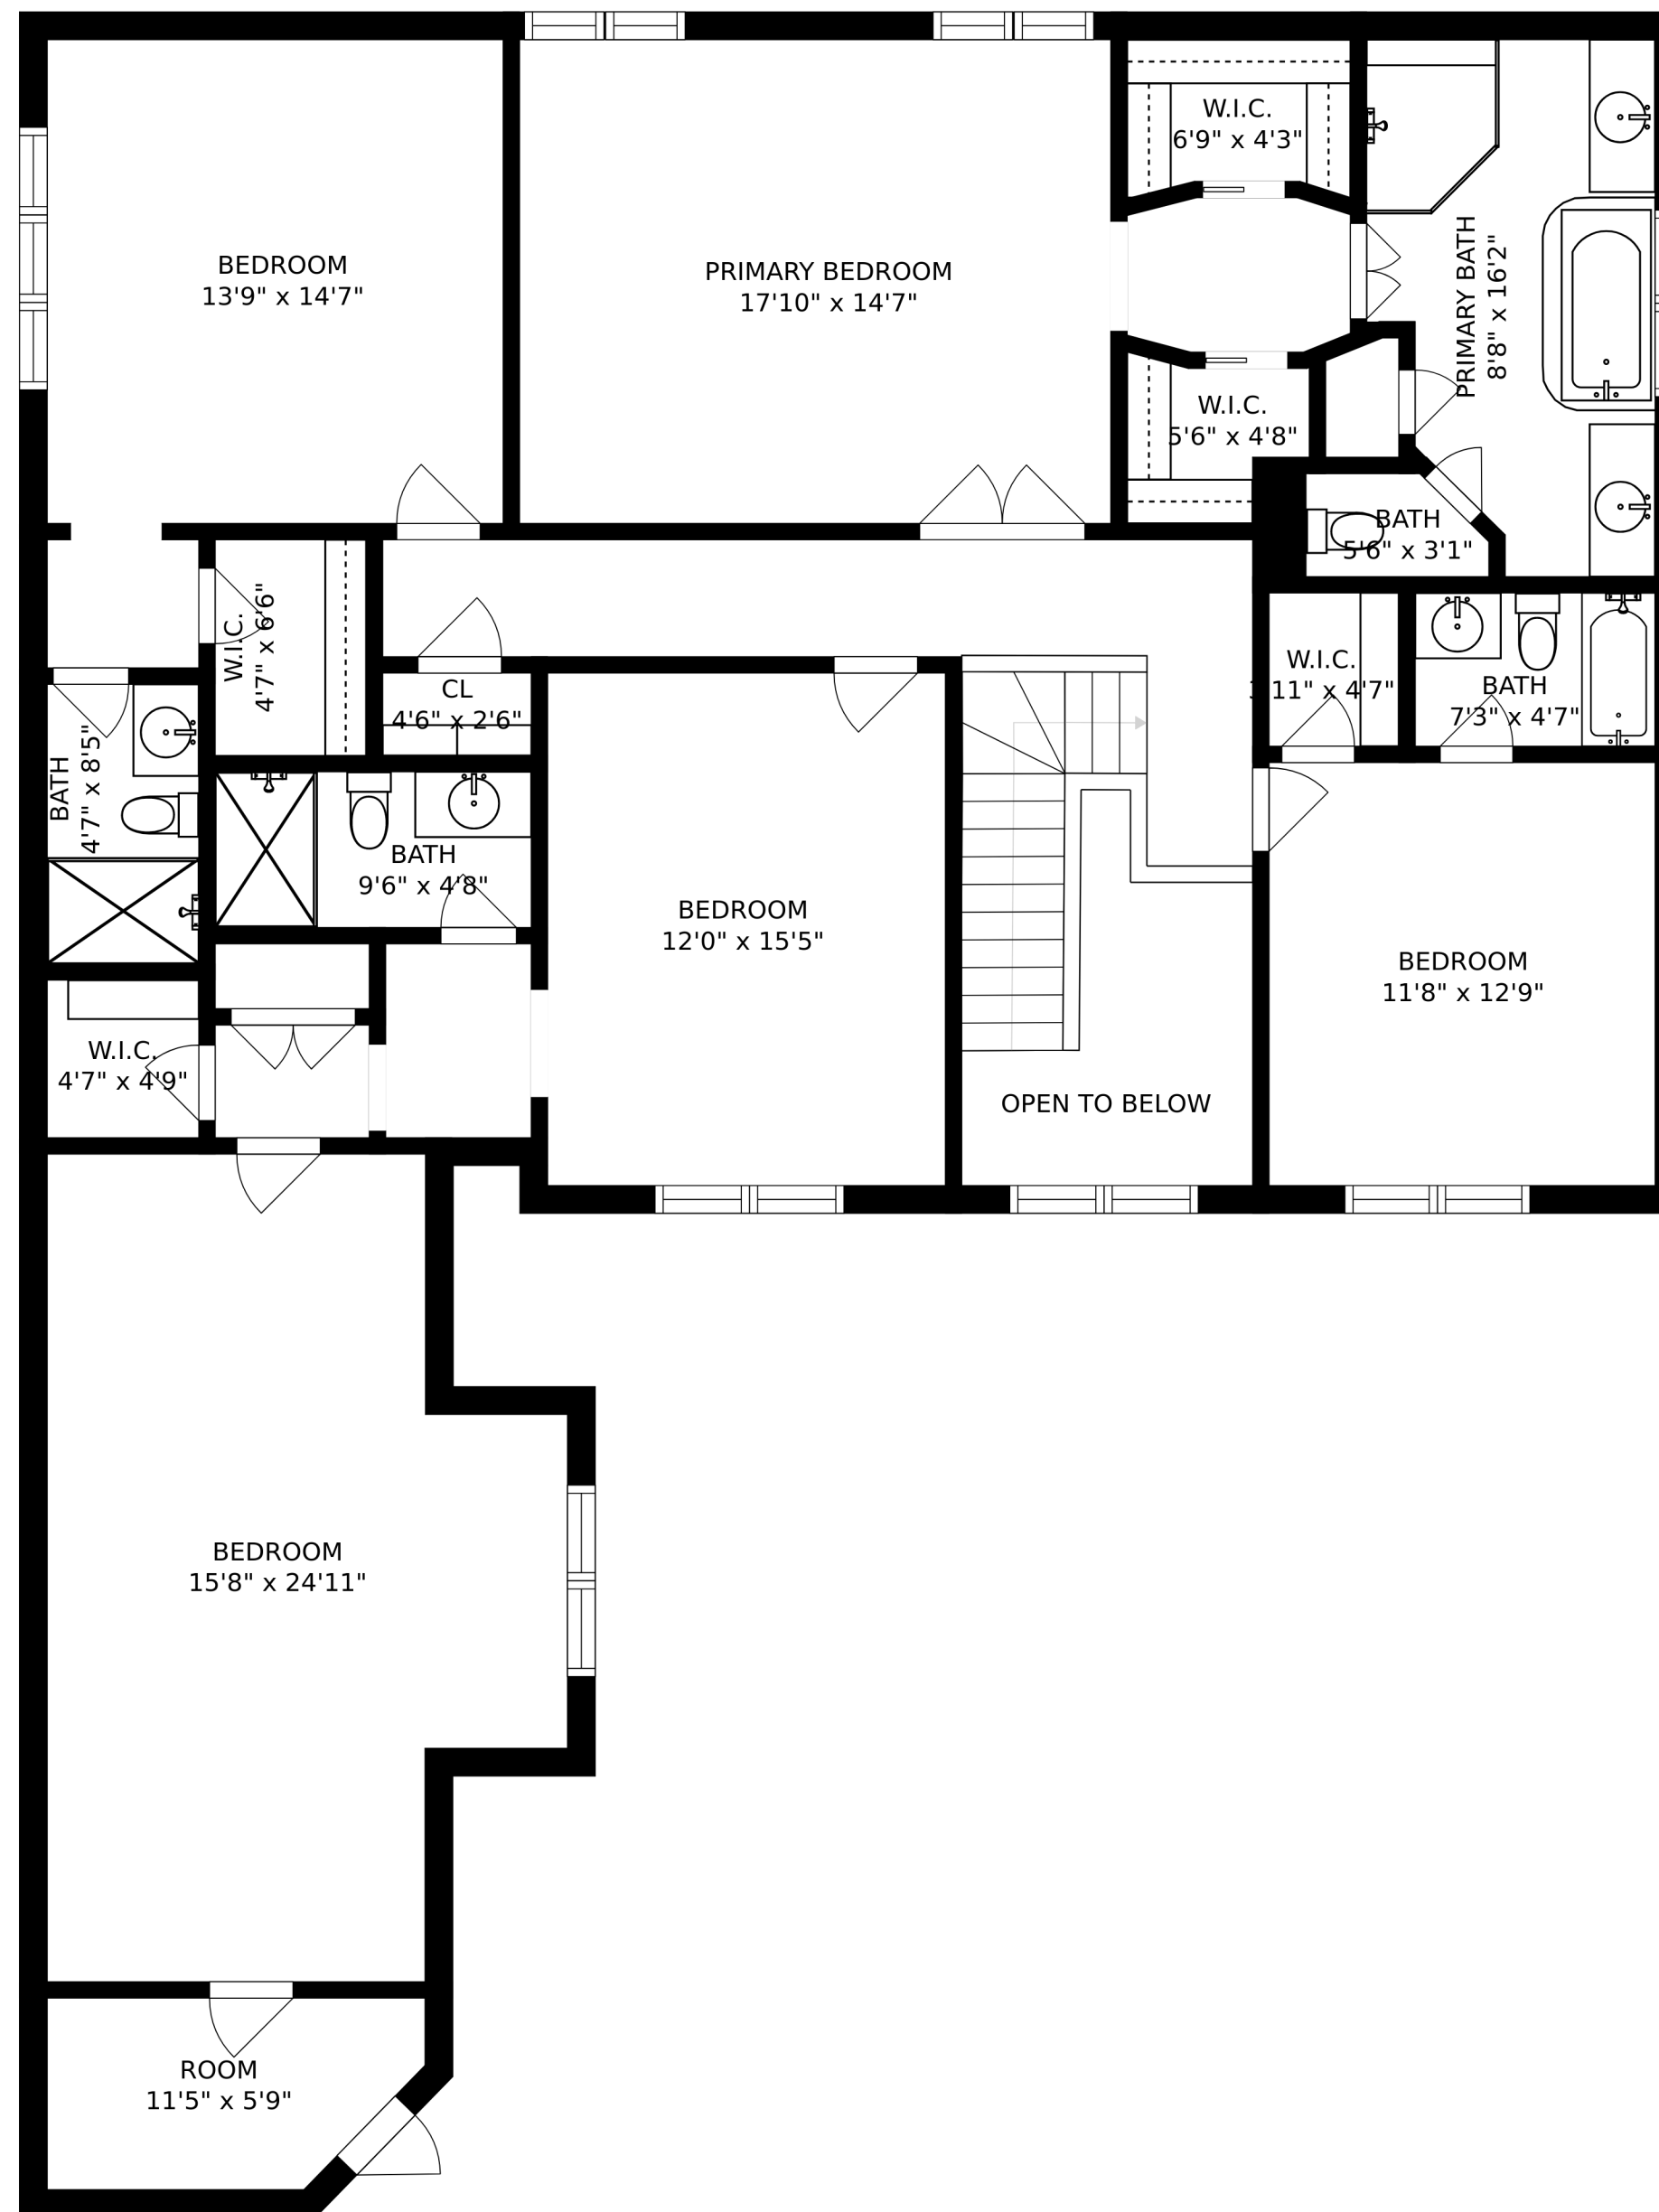 W.I.C.
6'9" x 4'3"
BEDROOM
13'9" x 14'7"
PRIMARY BEDROOM
17'10" x 14'7"
PRIMARY BATH
8'8" x 16'2"
W.I.C.
5'6" x 4'8"
BATH
5'6" x 3'1"
W.I.C.
4'7" x 6'6"
CL
4'6" x 2'6"
W.I.C.
3'11" x 4'7"
BATH
7'3" x 4'7"
BATH
4'7" x 8'5"
BATH
9'6" x 4'8"
BEDROOM
12'0" x 15'5"
BEDROOM
11'8" x 12'9"
W.I.C.
4'7" x 4'9"
OPEN TO BELOW
BEDROOM
15'8" x 24'11"
ROOM
11'5" x 5'9"